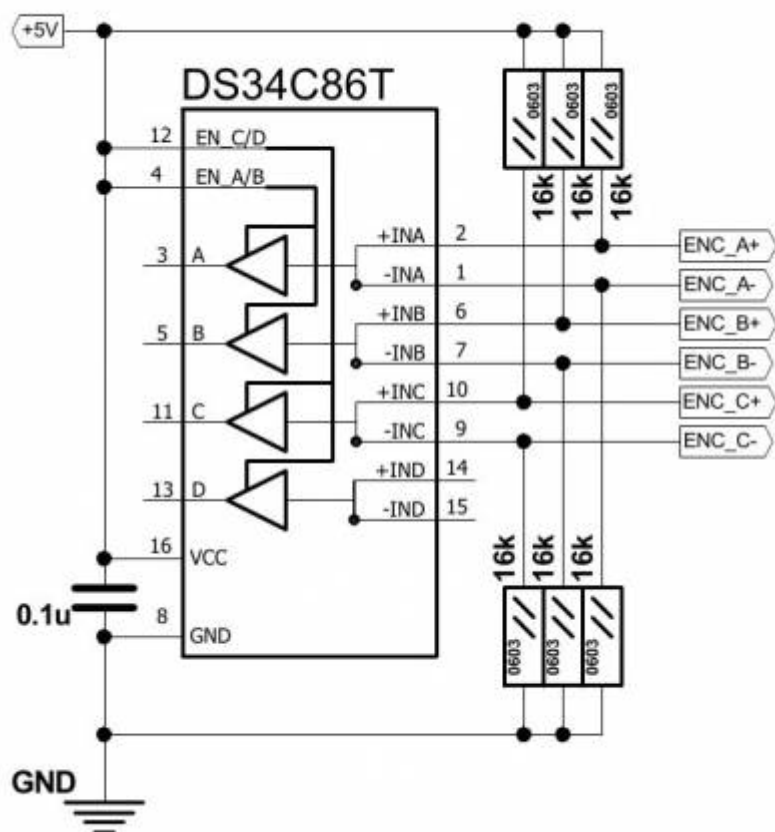 +5V
DS34C86T
12 EN_C/D
4 EN_A/B
3 A
+INA 2
-INA 1
5 B
+INB 6
-INB 7
11 C
+INC 10
-INC 9
13 D
+IND 14
-IND 15
16 VCC
8 GND
0.1u
GND
0603 0603 0603
16k 16k 16k
ENC_A+
ENC_A-
ENC_B+
ENC_B-
ENC_C+
ENC_C-
16k 16k 16k
0603 0603 0603